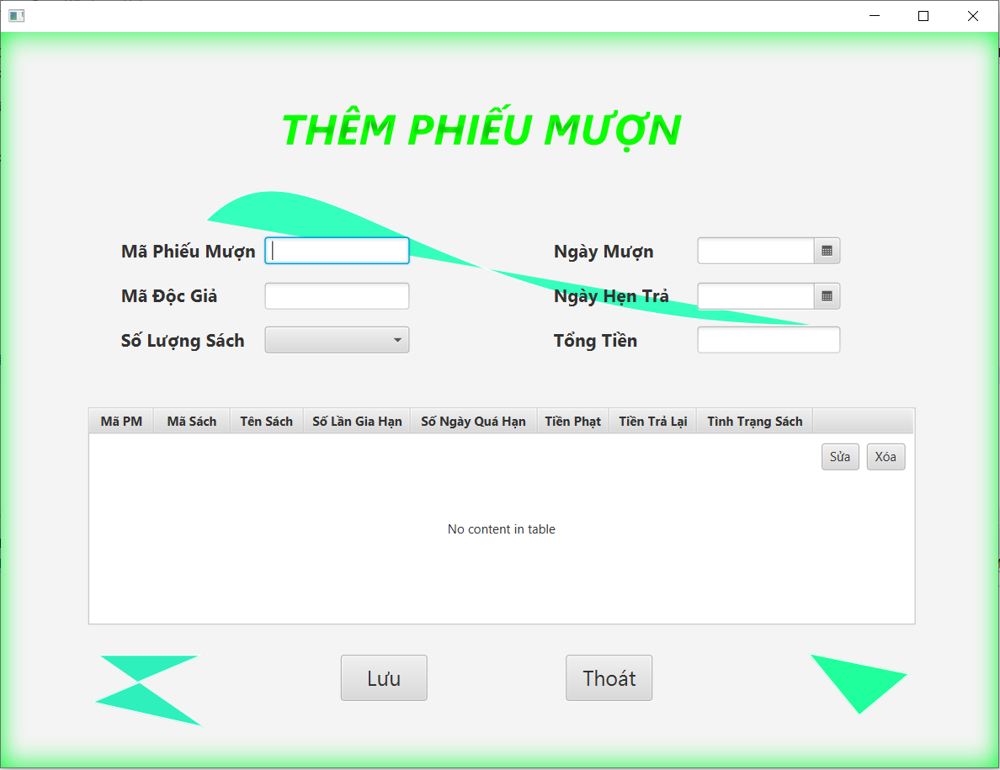 THÊM PHIẾU MƯỢN
Mã Phiếu Mượn Ngày Mượn
Mã Độc Giả Ngày Hẹn Trả
Số Lượng Sách Tổng Tiền
Mã PM Mã Sách Tên Sách Số Lần Gia Hạn Số Ngày Quá Hạn Tiền Phạt Tiền Trả Lại Tình Trạng Sách
Sửa Xóa
No content in table
Lưu Thoát